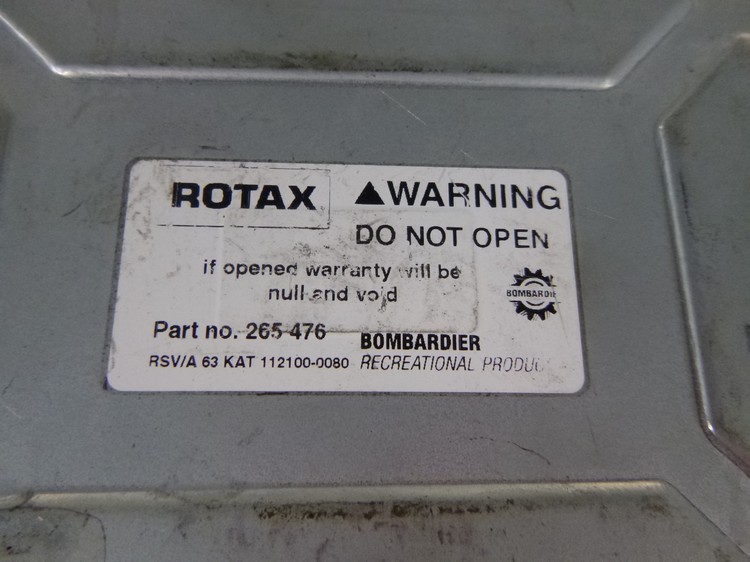 ROTAX
▲WARNING
DO NOT OPEN
if opened warranty will be
null and void
BOMBARDIER
Part no. 265 476
BOMBARDIER
RSV/A 63 KAT 112100-0080
RECREATIONAL PRODUC